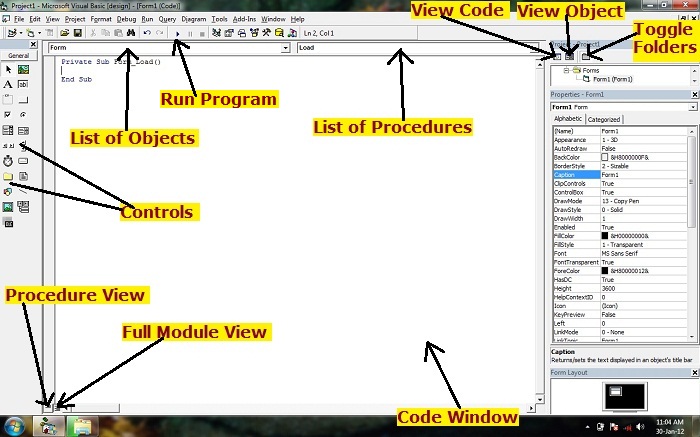 Project1 - Microsoft Visual Basic [design] - [Form1 (Code)]
File Edit View Project Format Debug Run Query Diagram Tools Add-Ins Window Help
View Code
View Object
Toggle
Folders
Ln 2, Col 1
General
Form
Load
Private Sub Form_Load()
End Sub
Run Program
List of Objects
List of Procedures
Controls
Procedure View
Full Module View
Code Window
Project1
Forms
Form1 (Form1)
Properties - Form1
Form1 Form
Alphabetic Categorized
(Name) Form1
Appearance 1 - 3D
AutoRedraw False
BackColor &H8000000F&
BorderStyle 2 - Sizable
Caption Form1
ClipControls True
ControlBox True
DrawMode 13 - Copy Pen
DrawStyle 0 - Solid
DrawWidth 1
Enabled True
FillColor &H00000000&
FillStyle 1 - Transparent
Font MS Sans Serif
FontTransparent True
ForeColor &H80000012&
HasDC True
Height 3600
HelpContextID 0
Icon (Icon)
KeyPreview False
Left 0
LinkMode 0 - None
LinkTopic Form1
Caption
Returns/sets the text displayed in an object's title bar
Form Layout
11:04 AM
30-Jan-12